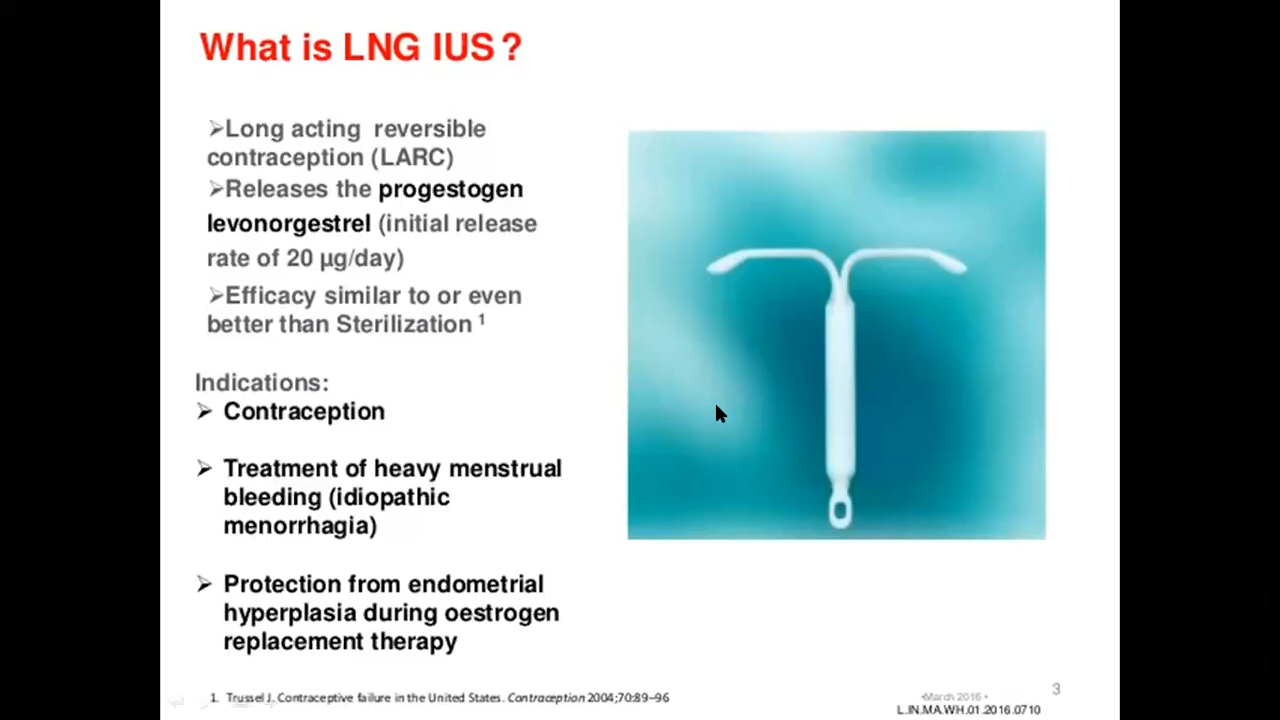 What is LNG IUS ?
➢Long acting reversible
contraception (LARC)
➢Releases the progestogen
levonorgestrel (initial release
rate of 20 µg/day)
➢Efficacy similar to or even
better than Sterilization 1
Indications:
➢ Contraception
➢ Treatment of heavy menstrual
bleeding (idiopathic
menorrhagia)
➢ Protection from endometrial
hyperplasia during oestrogen
replacement therapy
1. Trussel J. Contraceptive failure in the United States. Contraception 2004;70:89–96
•March 2016 •
3
L.IN.MA.WH.01.2016.0710